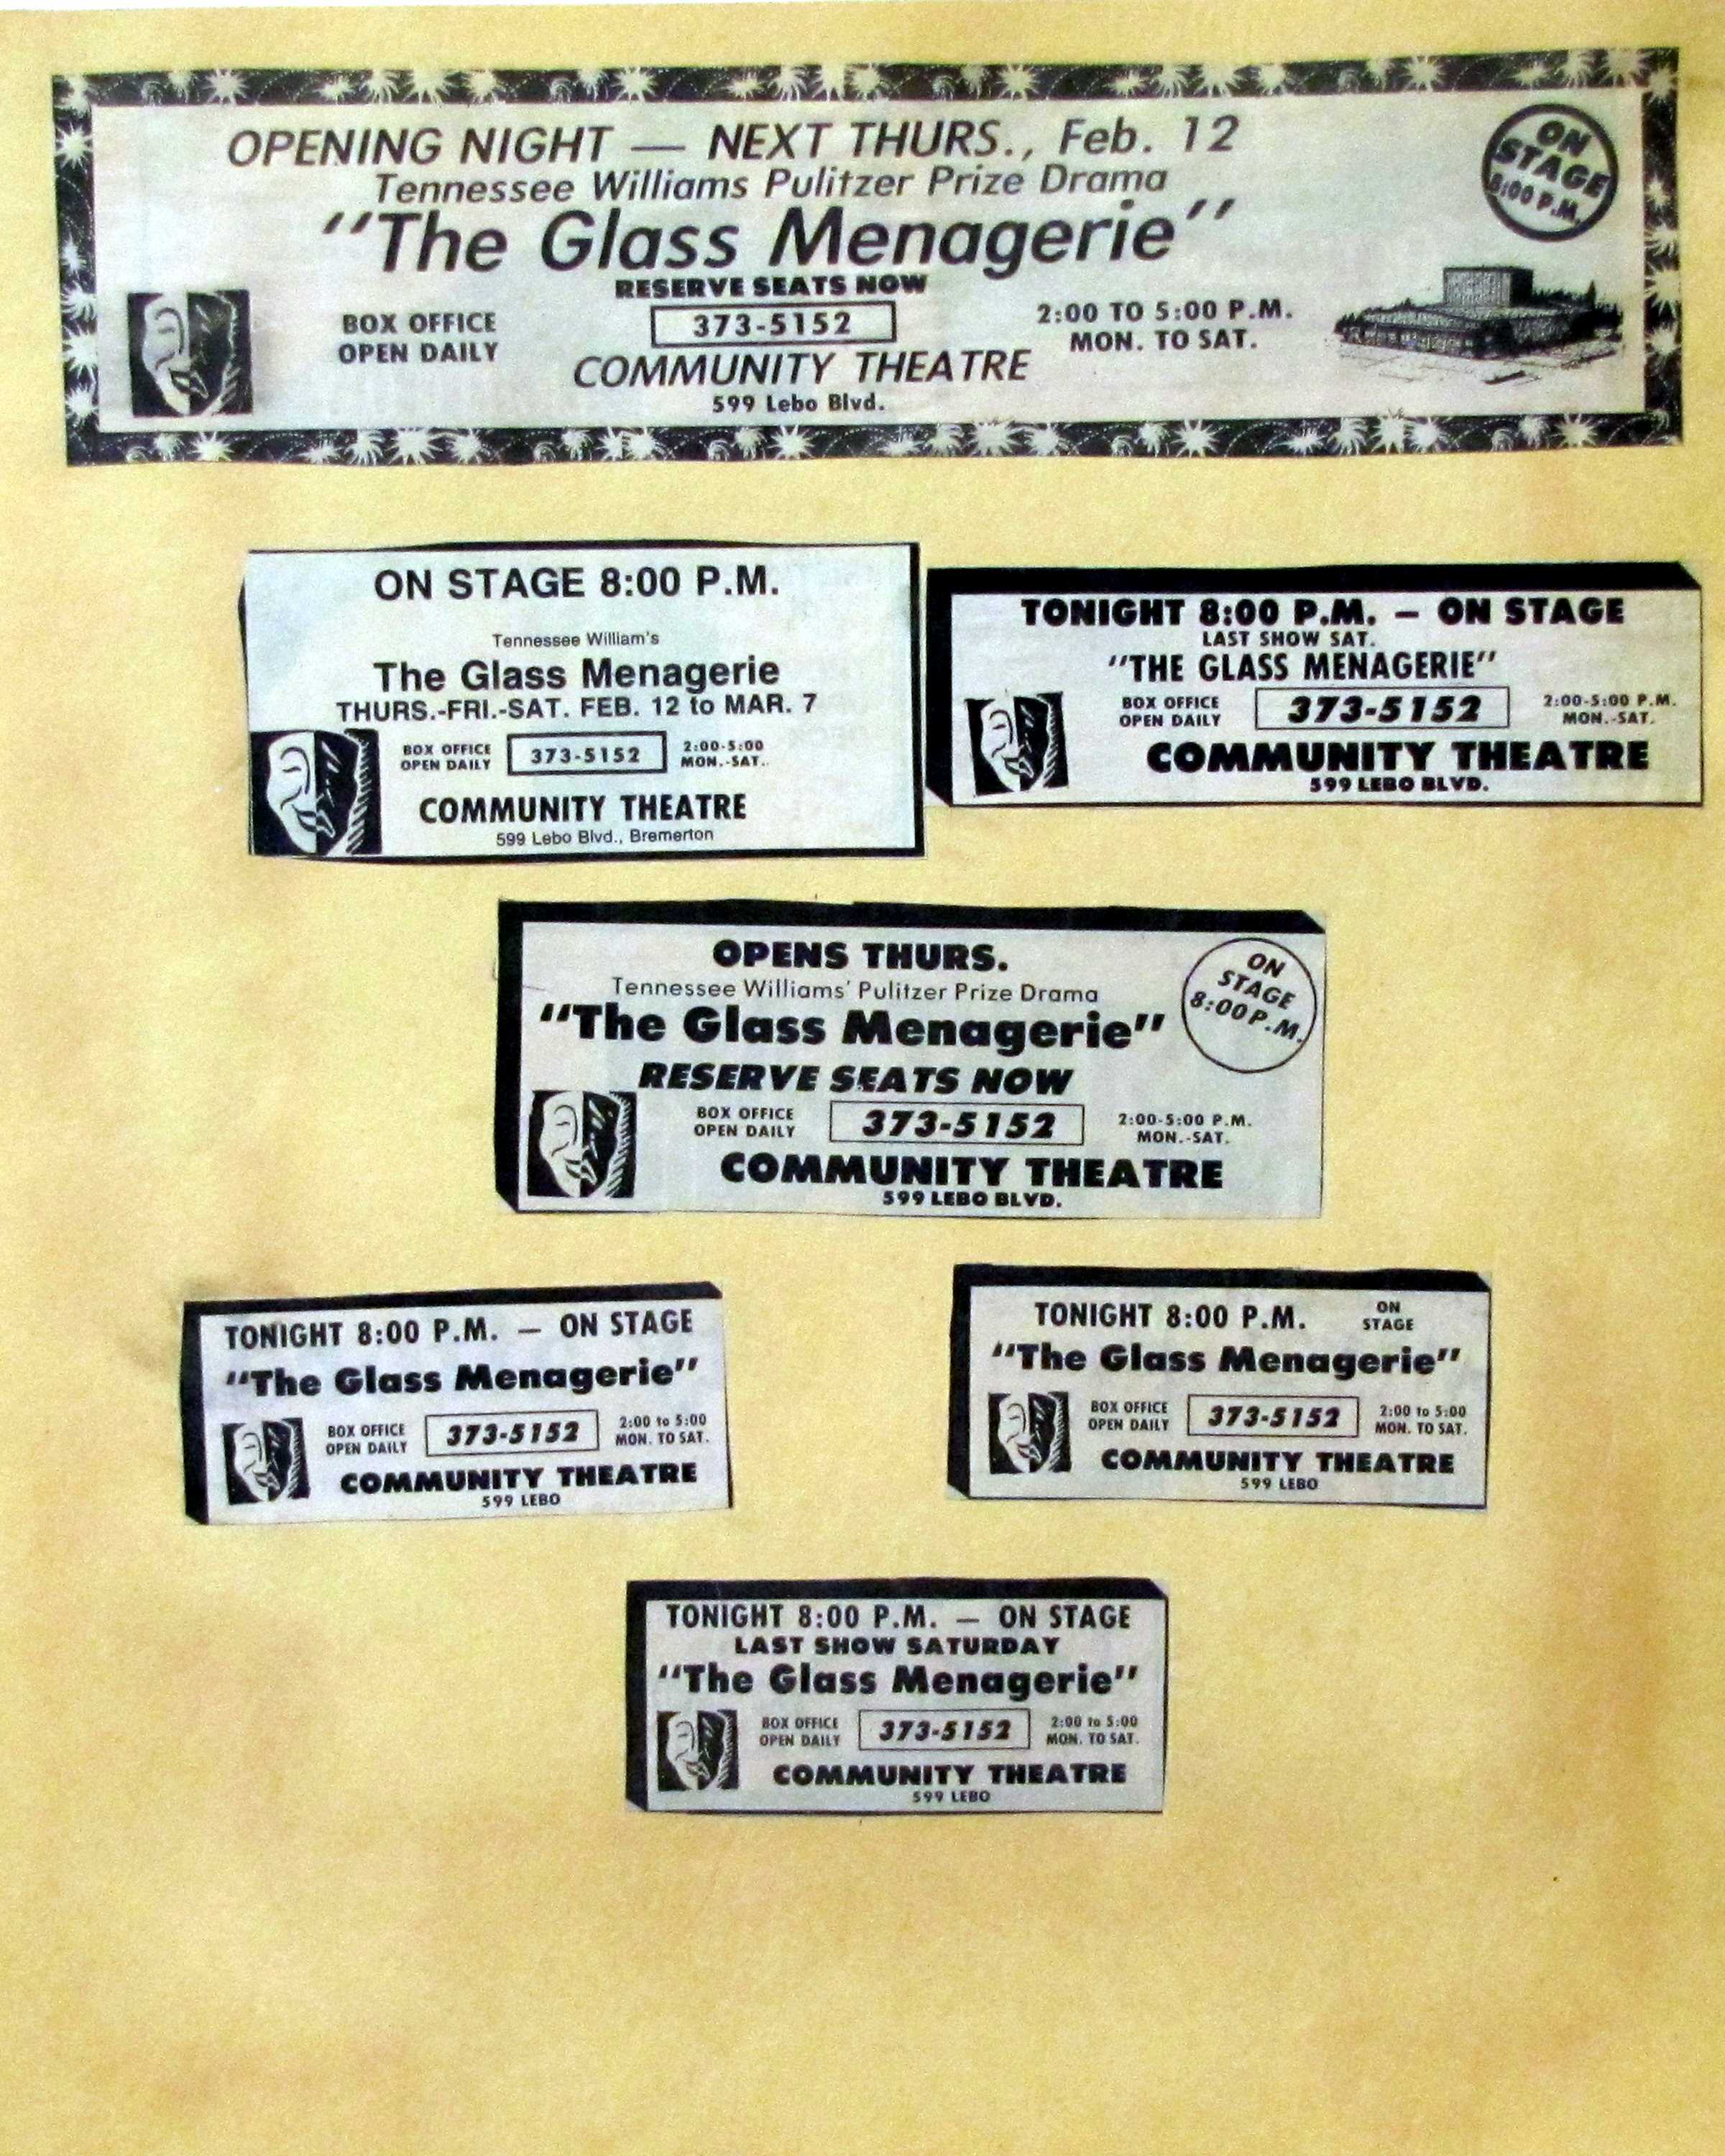 OPENING NIGHT — NEXT THURS., Feb. 12
Tennessee Williams Pulitzer Prize Drama
"The Glass Menagerie"
ON
STAGE
8:00 P.M.
RESERVE SEATS NOW
BOX OFFICE
OPEN DAILY
373-5152
2:00 TO 5:00 P.M.
MON. TO SAT.
COMMUNITY THEATRE
599 Lebo Blvd.
ON STAGE 8:00 P.M.
Tennessee William's
The Glass Menagerie
THURS.-FRI.-SAT. FEB. 12 to MAR. 7
BOX OFFICE
OPEN DAILY
373-5152
2:00-5:00
MON.-SAT.
COMMUNITY THEATRE
599 Lebo Blvd., Bremerton
TONIGHT 8:00 P.M. – ON STAGE
LAST SHOW SAT.
"THE GLASS MENAGERIE"
BOX OFFICE
OPEN DAILY
373-5152
2:00-5:00 P.M.
MON.-SAT.
COMMUNITY THEATRE
599 LEBO BLVD.
OPENS THURS.
Tennessee Williams' Pulitzer Prize Drama
"The Glass Menagerie"
ON
STAGE
8:00 P.M.
RESERVE SEATS NOW
BOX OFFICE
OPEN DAILY
373-5152
2:00-5:00 P.M.
MON.-SAT.
COMMUNITY THEATRE
599 LEBO BLVD.
TONIGHT 8:00 P.M. — ON STAGE
"The Glass Menagerie"
BOX OFFICE
OPEN DAILY
373-5152
2:00 to 5:00
MON. TO SAT.
COMMUNITY THEATRE
599 LEBO
TONIGHT 8:00 P.M.
ON
STAGE
"The Glass Menagerie"
BOX OFFICE
OPEN DAILY
373-5152
2:00 to 5:00
MON. TO SAT.
COMMUNITY THEATRE
599 LEBO
TONIGHT 8:00 P.M. — ON STAGE
LAST SHOW SATURDAY
"The Glass Menagerie"
BOX OFFICE
OPEN DAILY
373-5152
2:00 to 5:00
MON. TO SAT.
COMMUNITY THEATRE
599 LEBO